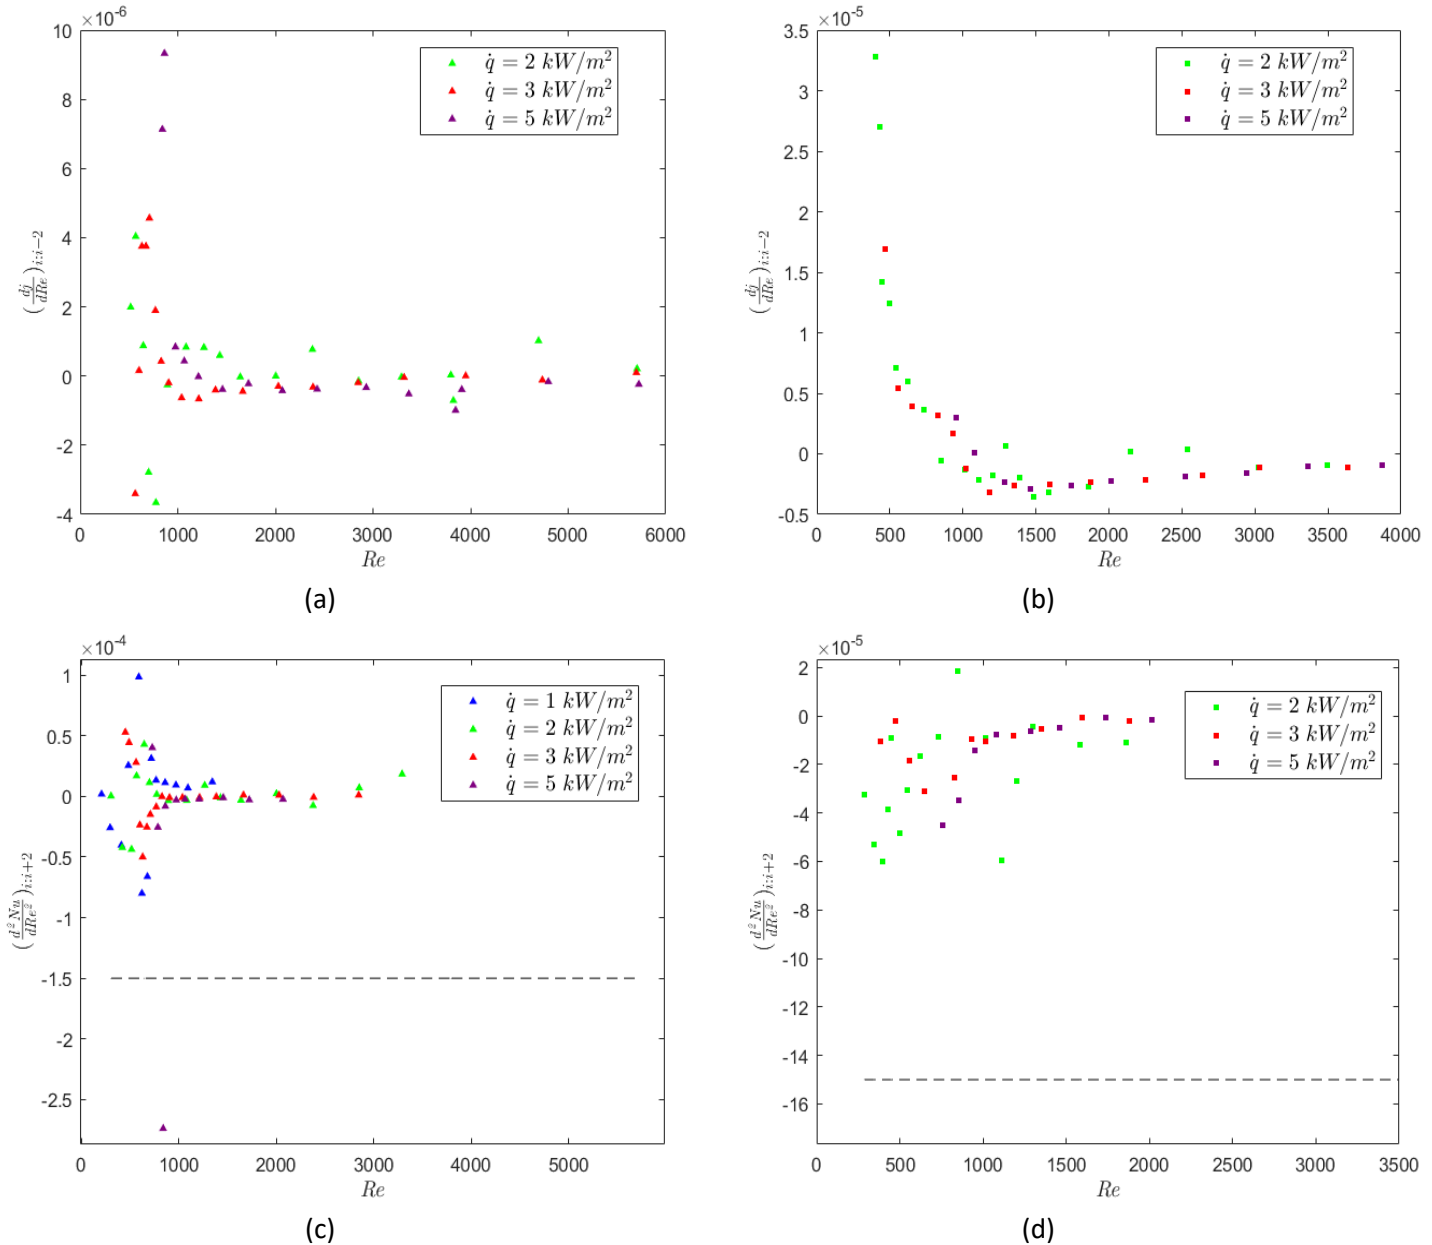 ×10-6
10
8
6
4
2
0
-2
-4
0 1000 2000 3000 4000 5000 6000
Re
(dj/dRe)i:i−2
q̇ = 2 kW/m²
q̇ = 3 kW/m²
q̇ = 5 kW/m²
(a)
×10-5
3.5
3
2.5
2
1.5
1
0.5
0
-0.5
0 500 1000 1500 2000 2500 3000 3500 4000
Re
(dj/dRe)i:i−2
q̇ = 2 kW/m²
q̇ = 3 kW/m²
q̇ = 5 kW/m²
(b)
×10-4
1
0.5
0
-0.5
-1
-1.5
-2
-2.5
0 1000 2000 3000 4000 5000
Re
(d²Nu/dRe²)i:i+2
q̇ = 1 kW/m²
q̇ = 2 kW/m²
q̇ = 3 kW/m²
q̇ = 5 kW/m²
(c)
×10-5
2
0
-2
-4
-6
-8
-10
-12
-14
-16
0 500 1000 1500 2000 2500 3000 3500
Re
(d²Nu/dRe²)i:i+2
q̇ = 2 kW/m²
q̇ = 3 kW/m²
q̇ = 5 kW/m²
(d)